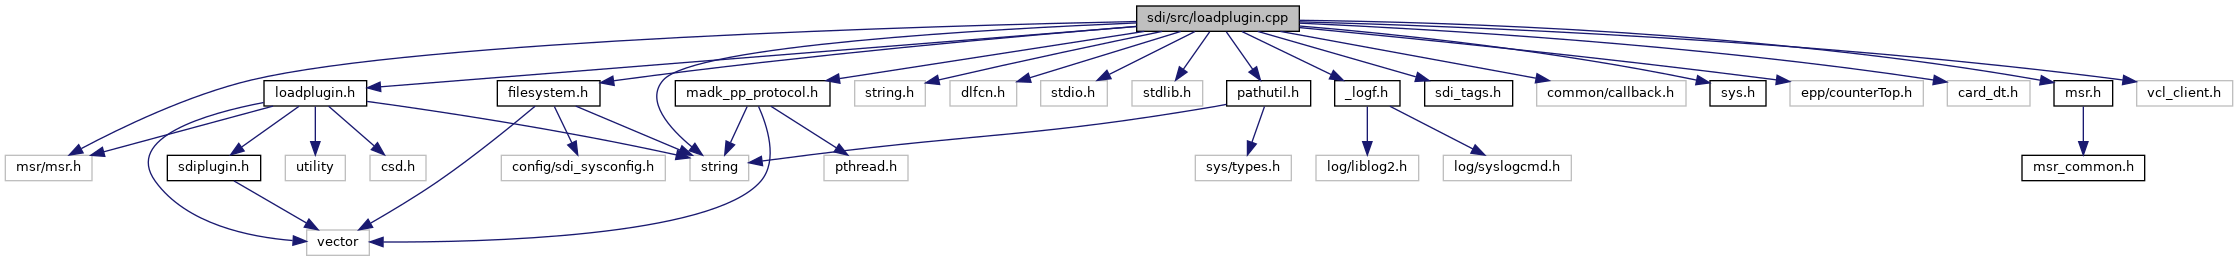 sdi/src/loadplugin.cpp
loadplugin.h
filesystem.h
madk_pp_protocol.h
string.h
dlfcn.h
stdio.h
stdlib.h
pathutil.h
_logf.h
sdi_tags.h
common/callback.h
sys.h
epp/counterTop.h
card_dt.h
msr.h
vcl_client.h
msr/msr.h
sdiplugin.h
utility
csd.h
config/sdi_sysconfig.h
string
pthread.h
sys/types.h
log/liblog2.h
log/syslogcmd.h
msr_common.h
vector